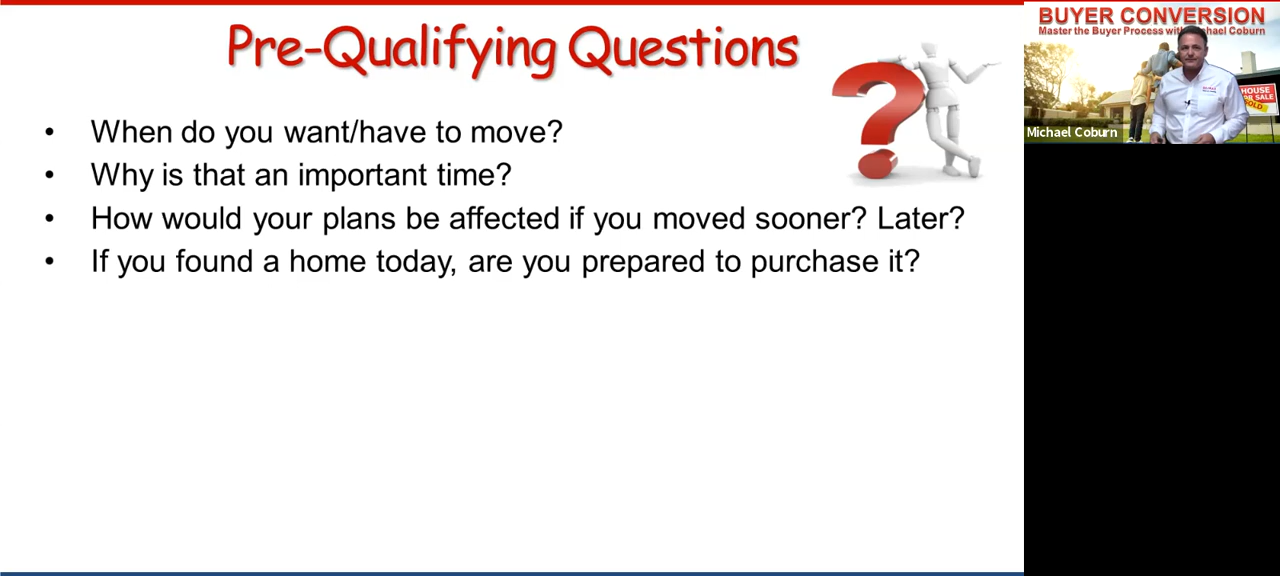 Pre-Qualifying Questions
• When do you want/have to move?
• Why is that an important time?
• How would your plans be affected if you moved sooner? Later?
• If you found a home today, are you prepared to purchase it?
BUYER CONVERSION
Master the Buyer Process with Michael Coburn
HOUSE
FOR SALE
SOLD
Michael Coburn